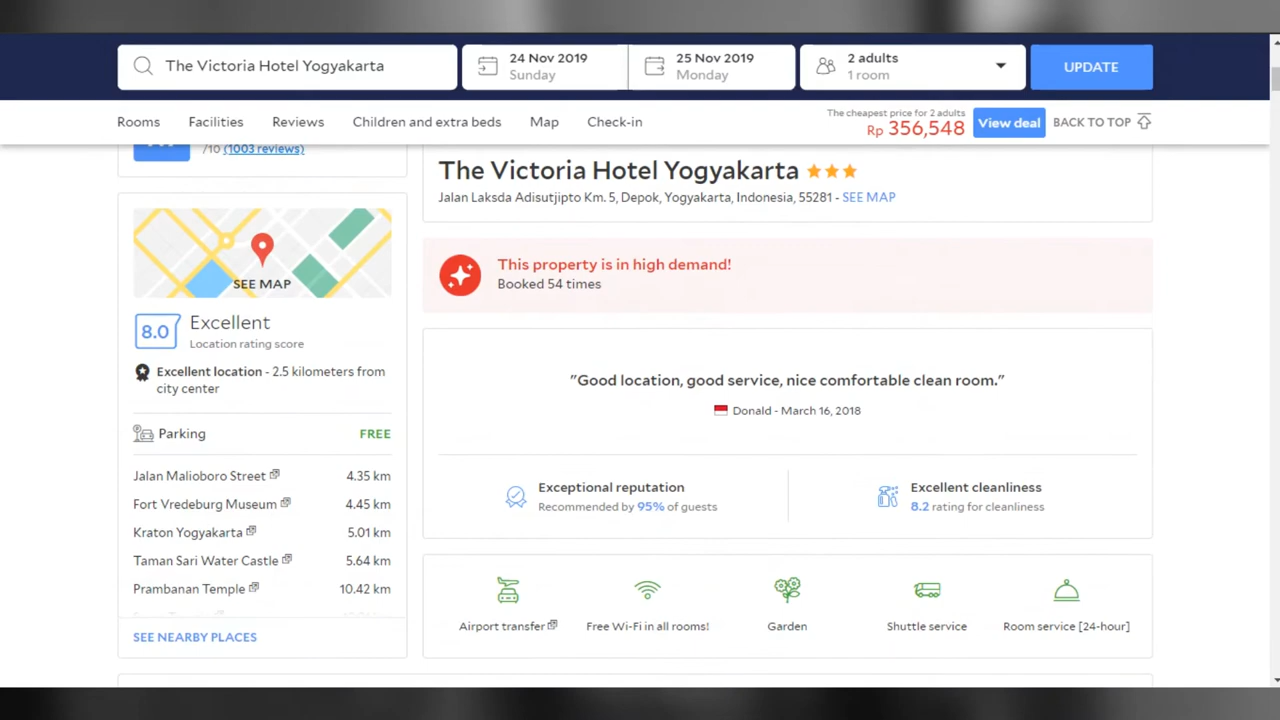 The Victoria Hotel Yogyakarta
24 Nov 2019
Sunday
25 Nov 2019
Monday
2 adults
1 room
UPDATE
Rooms
Facilities
Reviews
Children and extra beds
Map
Check-in
The cheapest price for 2 adults
Rp 356,548
View deal
BACK TO TOP
/10 (1003 reviews)
SEE MAP
8.0
Excellent
Location rating score
Excellent location - 2.5 kilometers from
city center
Parking FREE
Jalan Malioboro Street 4.35 km
Fort Vredeburg Museum 4.45 km
Kraton Yogyakarta 5.01 km
Taman Sari Water Castle 5.64 km
Prambanan Temple 10.42 km
SEE NEARBY PLACES
The Victoria Hotel Yogyakarta
Jalan Laksda Adisutjipto Km. 5, Depok, Yogyakarta, Indonesia, 55281 - SEE MAP
This property is in high demand!
Booked 54 times
"Good location, good service, nice comfortable clean room."
Donald - March 16, 2018
Exceptional reputation
Recommended by 95% of guests
Excellent cleanliness
8.2 rating for cleanliness
Airport transfer
Free Wi-Fi in all rooms!
Garden
Shuttle service
Room service [24-hour]